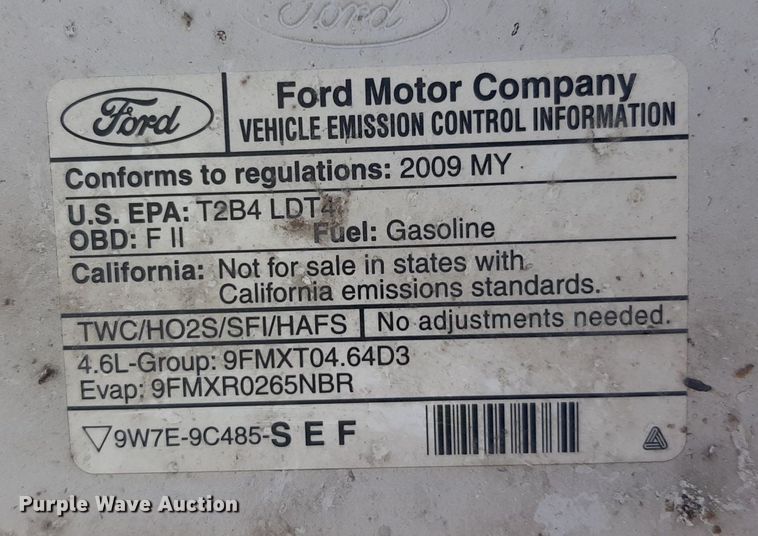 Ford
Ford
Ford Motor Company
VEHICLE EMISSION CONTROL INFORMATION
Conforms to regulations: 2009 MY
U.S. EPA: T2B4 LDT4
OBD: F II Fuel: Gasoline
California: Not for sale in states with
California emissions standards.
TWC/HO2S/SFI/HAFS No adjustments needed.
4.6L-Group: 9FMXT04.64D3
Evap: 9FMXR0265NBR
9W7E-9C485-S E F
Purple Wave Auction